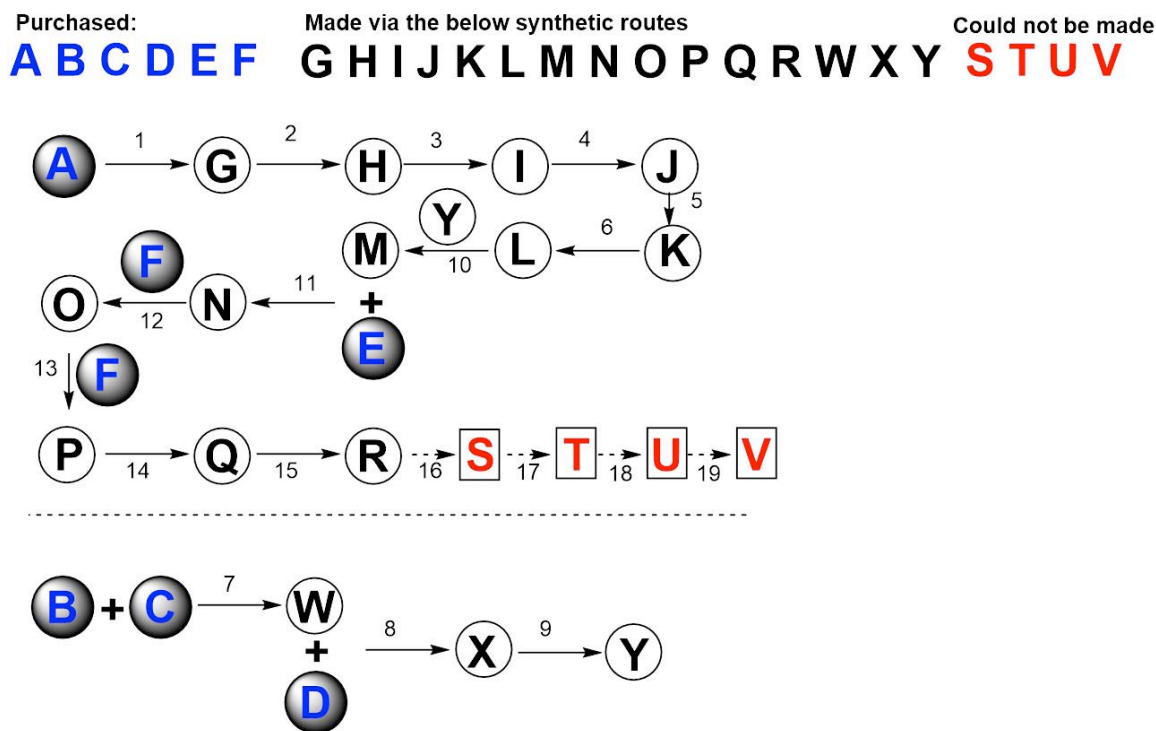 Purchased: Made via the below synthetic routes Could not be made
A B C D E F G H I J K L M N O P Q R W X Y S T U V
1 2 3 4
A G H I J
Y 5
6
M L K
10
F
11
O N +
12
E
13 F
P Q R S T U V
14 15 16 17 18 19
7
B + C W
8 9
+ X Y
D